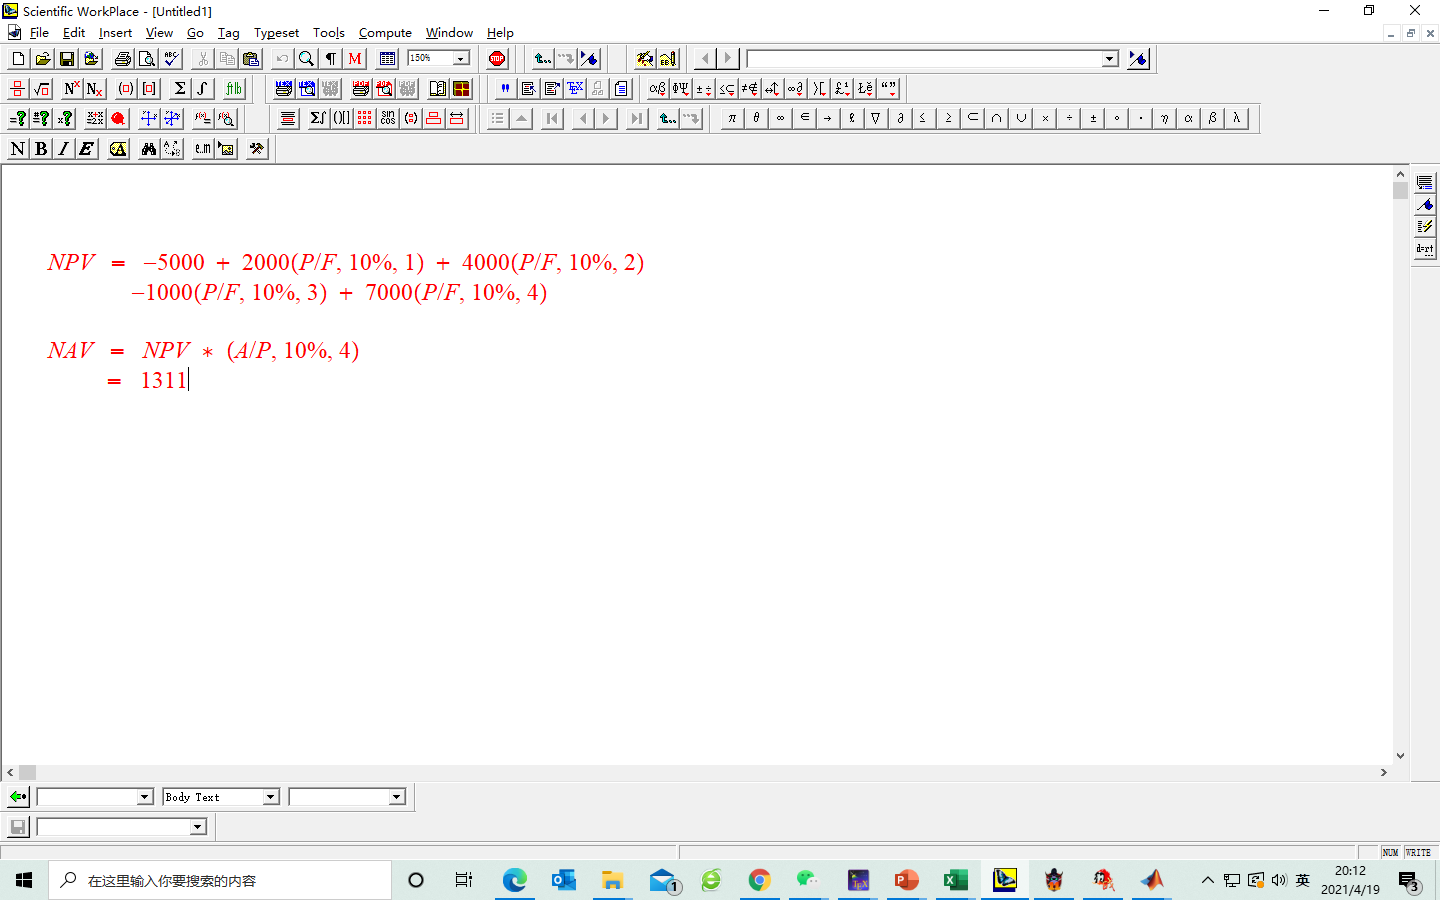 Scientific WorkPlace - [Untitled1]
File Edit Insert View Go Tag Typeset Tools Compute Window Help
150%
NPV = −5000 + 2000(P/F, 10%, 1) + 4000(P/F, 10%, 2)
−1000(P/F, 10%, 3) + 7000(P/F, 10%, 4)
NAV = NPV * (A/P, 10%, 4)
= 1311
Body Text
NUM WRITE
在这里输入你要搜索的内容
1
英
20:12
2021/4/19
3